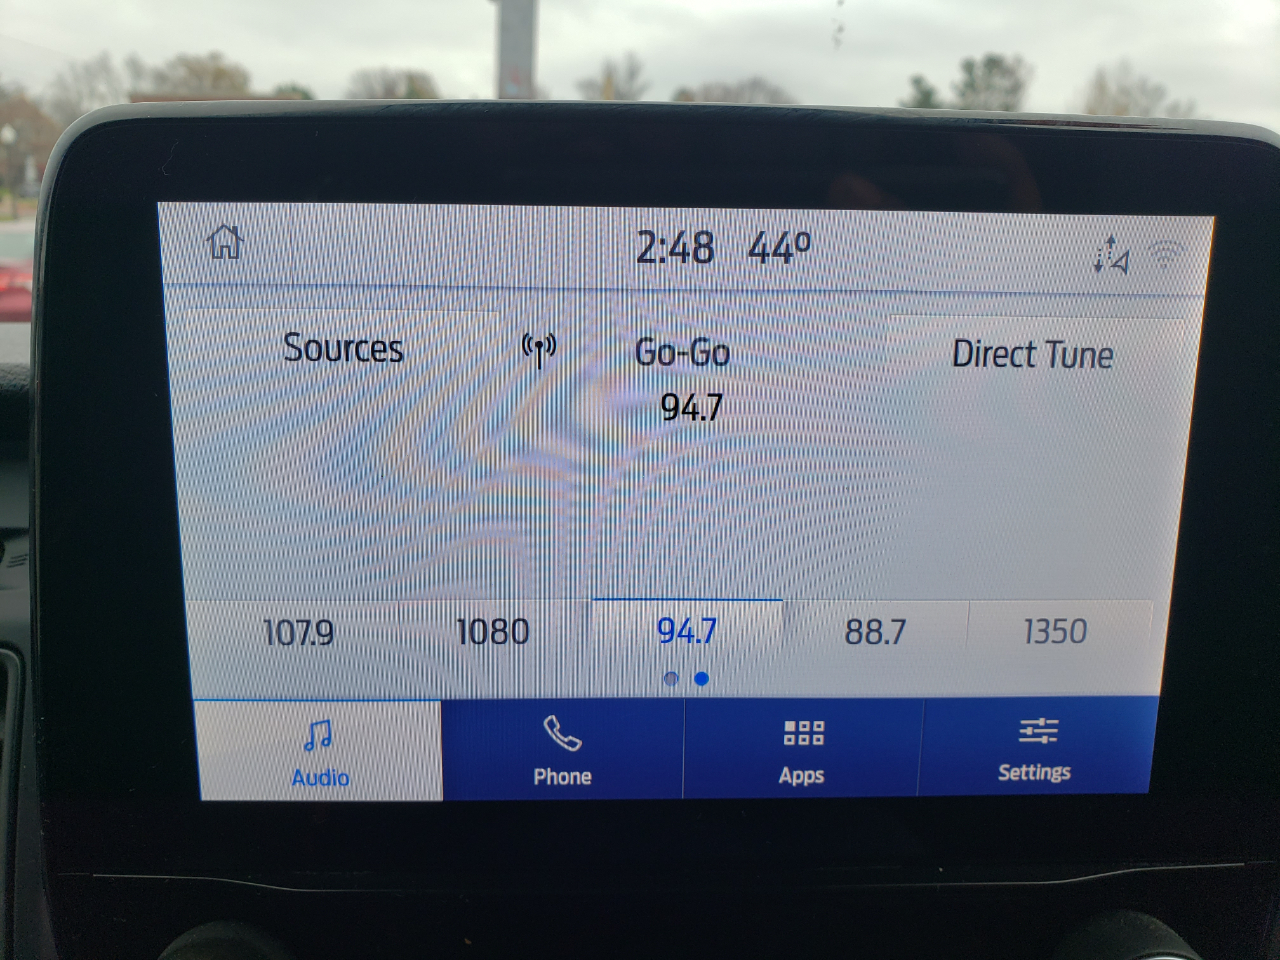 2:48 44º
Sources Go-Go Direct Tune
94.7
107.9 1080 94.7 88.7 1350
Audio Phone Apps Settings